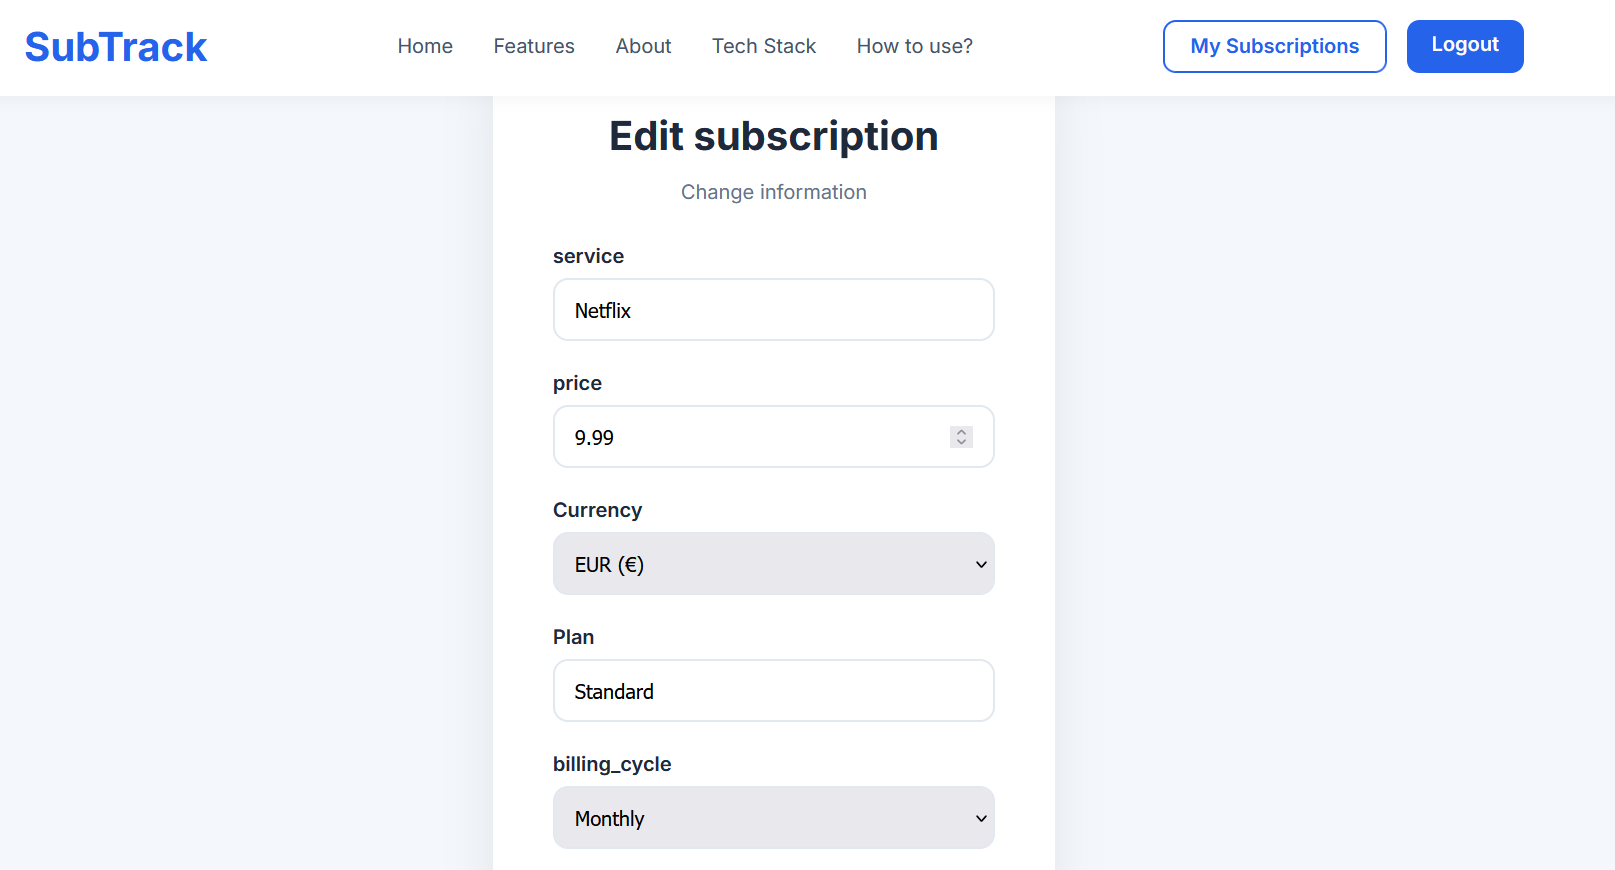 SubTrack
Home
Features
About
Tech Stack
How to use?
My Subscriptions
Logout
Edit subscription
Change information
service
Netflix
price
9.99
Currency
EUR (€)
Plan
Standard
billing_cycle
Monthly